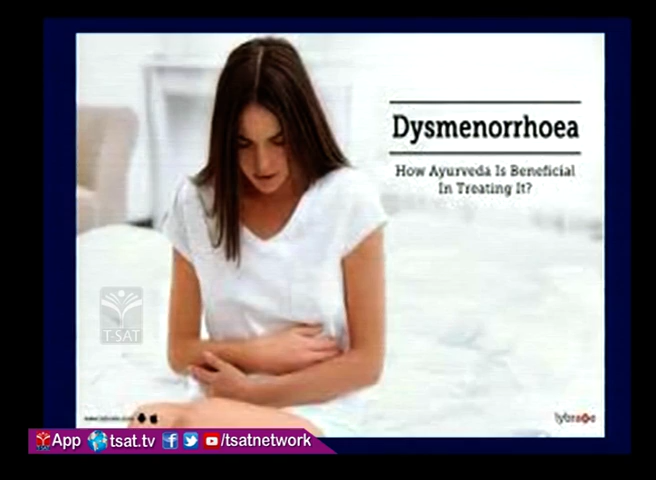 Dysmenorrhoea
How Ayurveda Is Beneficial
In Treating It?
T-SAT
lybrate
App tsat.tv /tsatnetwork